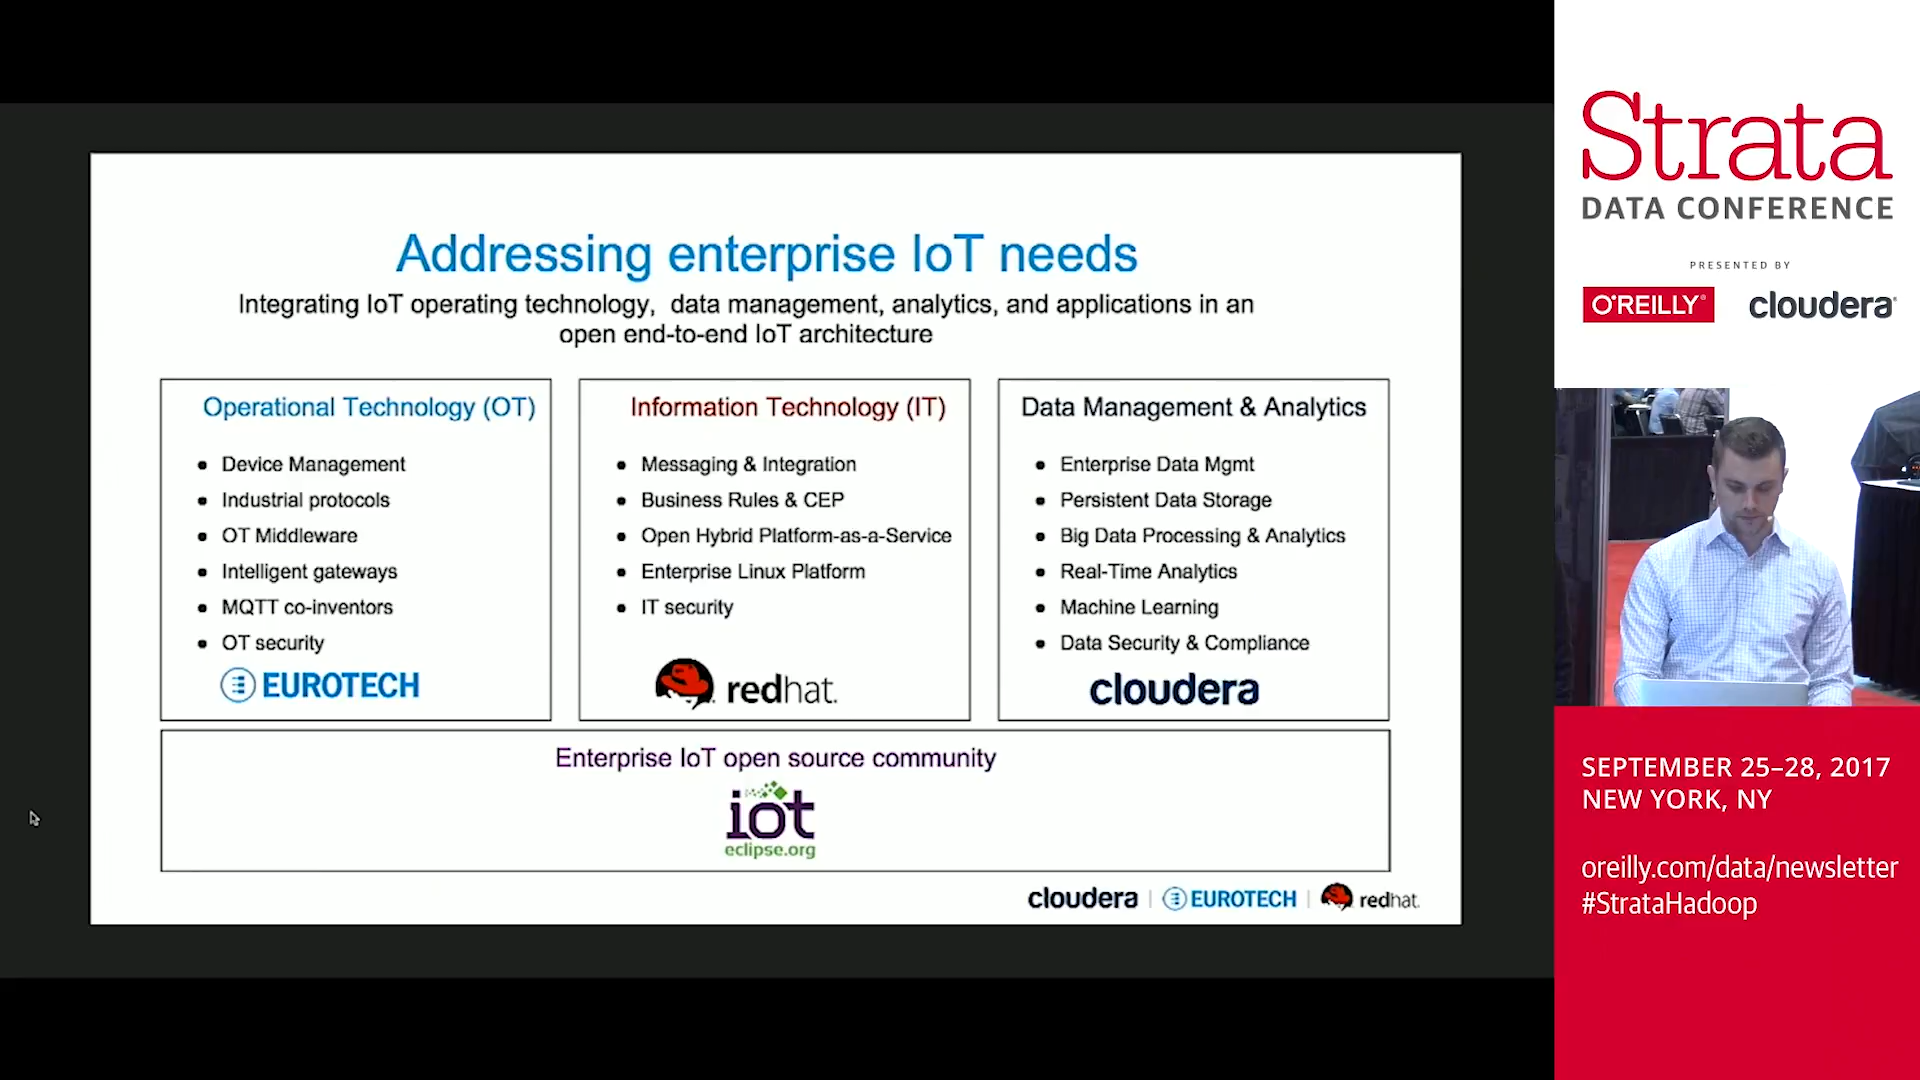 Addressing enterprise IoT needs
Integrating IoT operating technology, data management, analytics, and applications in an
open end-to-end IoT architecture
Operational Technology (OT)
● Device Management
● Industrial protocols
● OT Middleware
● Intelligent gateways
● MQTT co-inventors
● OT security
EUROTECH
Information Technology (IT)
● Messaging & Integration
● Business Rules & CEP
● Open Hybrid Platform-as-a-Service
● Enterprise Linux Platform
● IT security
redhat.
Data Management & Analytics
● Enterprise Data Mgmt
● Persistent Data Storage
● Big Data Processing & Analytics
● Real-Time Analytics
● Machine Learning
● Data Security & Compliance
cloudera
Enterprise IoT open source community
iot
eclipse.org
cloudera | EUROTECH | redhat.
Strata
DATA CONFERENCE
PRESENTED BY
O'REILLY® cloudera®
SEPTEMBER 25–28, 2017
NEW YORK, NY
oreilly.com/data/newsletter
#StrataHadoop